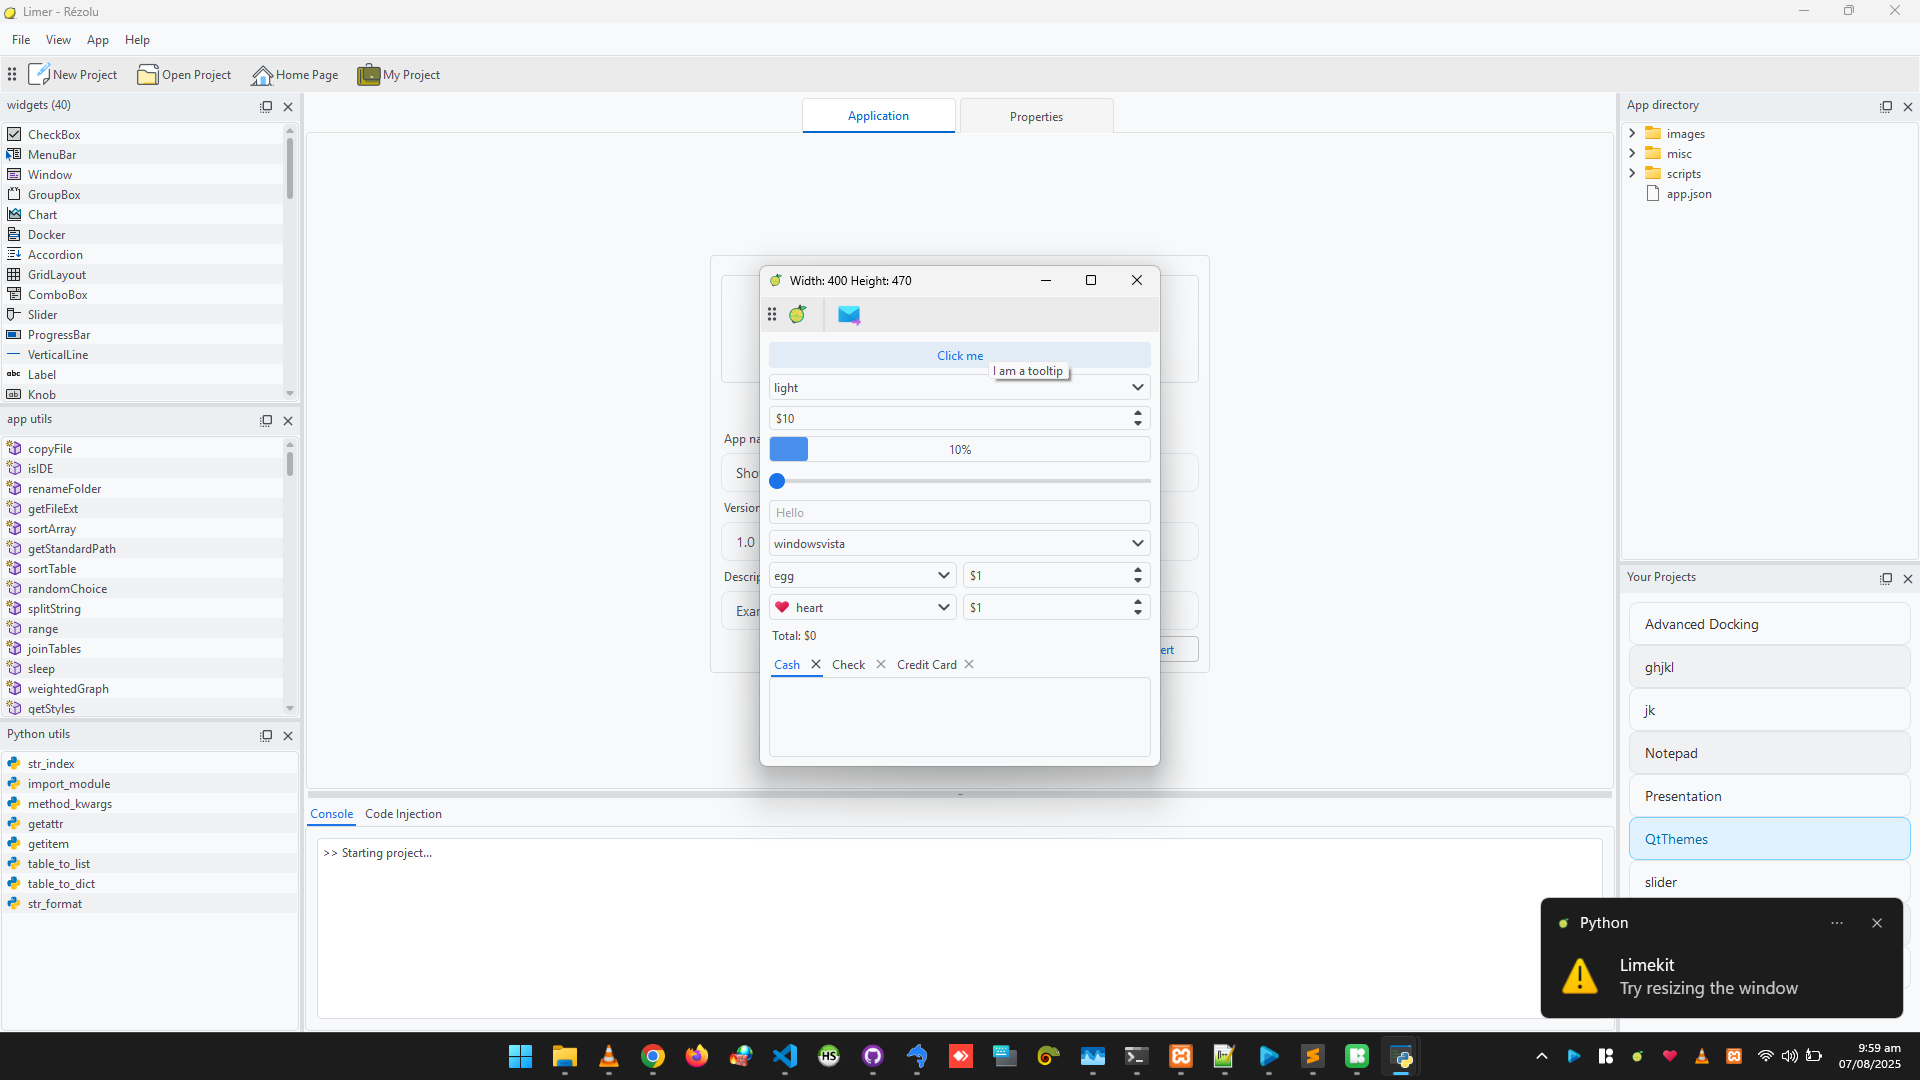 Limer - Rézolu
File View App Help
New Project Open Project Home Page My Project
widgets (40)
CheckBox
MenuBar
Window
GroupBox
Chart
Docker
Accordion
GridLayout
ComboBox
Slider
ProgressBar
VerticalLine
abc Label
Knob
app utils
copyFile
isIDE
renameFolder
getFileExt
sortArray
getStandardPath
sortTable
randomChoice
splitString
range
joinTables
sleep
weightedGraph
getStyles
Python utils
str_index
import_module
method_kwargs
getattr
getitem
table_to_list
table_to_dict
str_format
Application Properties
App na
Sho
Version
1.0
Descrip
Exar
ert
Width: 400 Height: 470
Click me
I am a tooltip
light
$10
10%
Hello
windowsvista
egg $1
heart $1
Total: $0
Cash Check Credit Card
Console Code Injection
>> Starting project...
App directory
images
misc
scripts
app.json
Your Projects
Advanced Docking
ghjkl
jk
Notepad
Presentation
QtThemes
slider
Python
Limekit
Try resizing the window
HS
9:59 am
07/08/2025